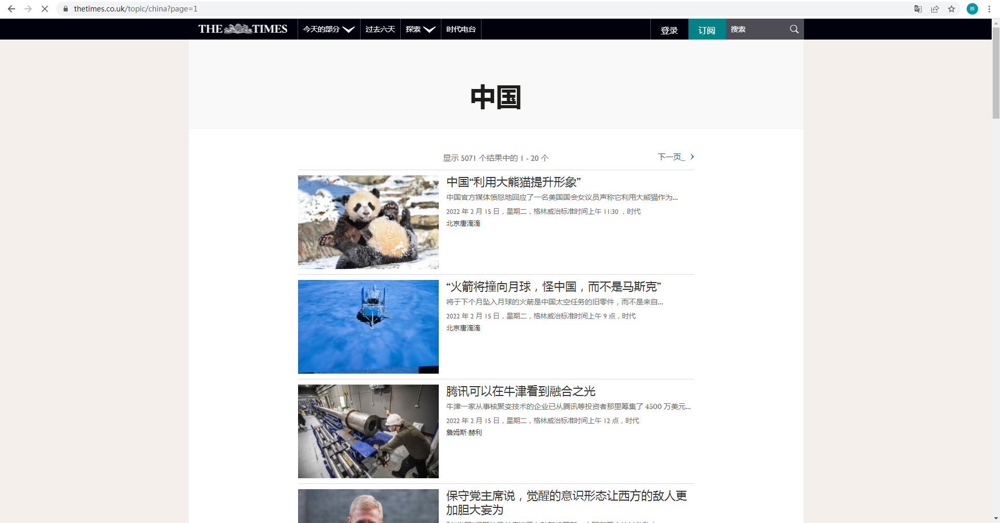 thetimes.co.uk/topic/china?page=1
桦
THE TIMES
今天的部分
过去六天
探索
时代电台
登录
订阅
搜索
中国
显示 5071 个结果中的 1 - 20 个
下一页_
中国“利用大熊猫提升形象”
中国官方媒体愤怒地回应了一名美国国会女议员声称它利用大熊猫作为...
2022 年 2 月 15 日，星期二，格林威治标准时间上午 11:30 ，时代
北京唐滴滴
“火箭将撞向月球，怪中国，而不是马斯克”
将于下个月坠入月球的火箭是中国太空任务的旧零件，而不是来自...
2022 年 2 月 15 日，星期二，格林威治标准时间上午 9 点，时代
北京唐滴滴
腾讯可以在牛津看到融合之光
牛津一家从事核聚变技术的企业已从腾讯等投资者那里筹集了 4500 万美元...
2022 年 2 月 15 日，星期二，格林威治标准时间上午 12 点，时代
詹姆斯·赫利
保守党主席说，觉醒的意识形态让西方的敌人更
加胆大妄为